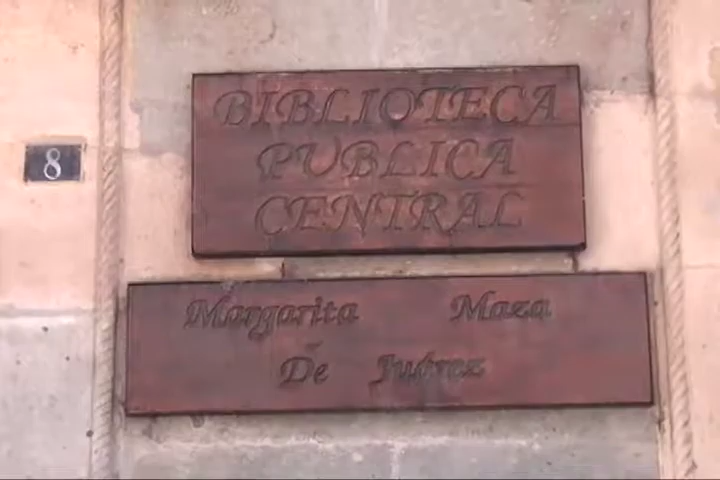 8
BIBLIOTECA
PUBLICA
CENTRAL
Margarita Maza
De Juárez